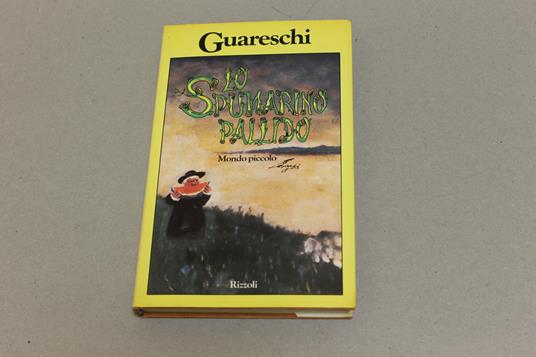 Guareschi
LO
SPUMARINO
PALLIDO
Mondo piccolo
Rizzoli